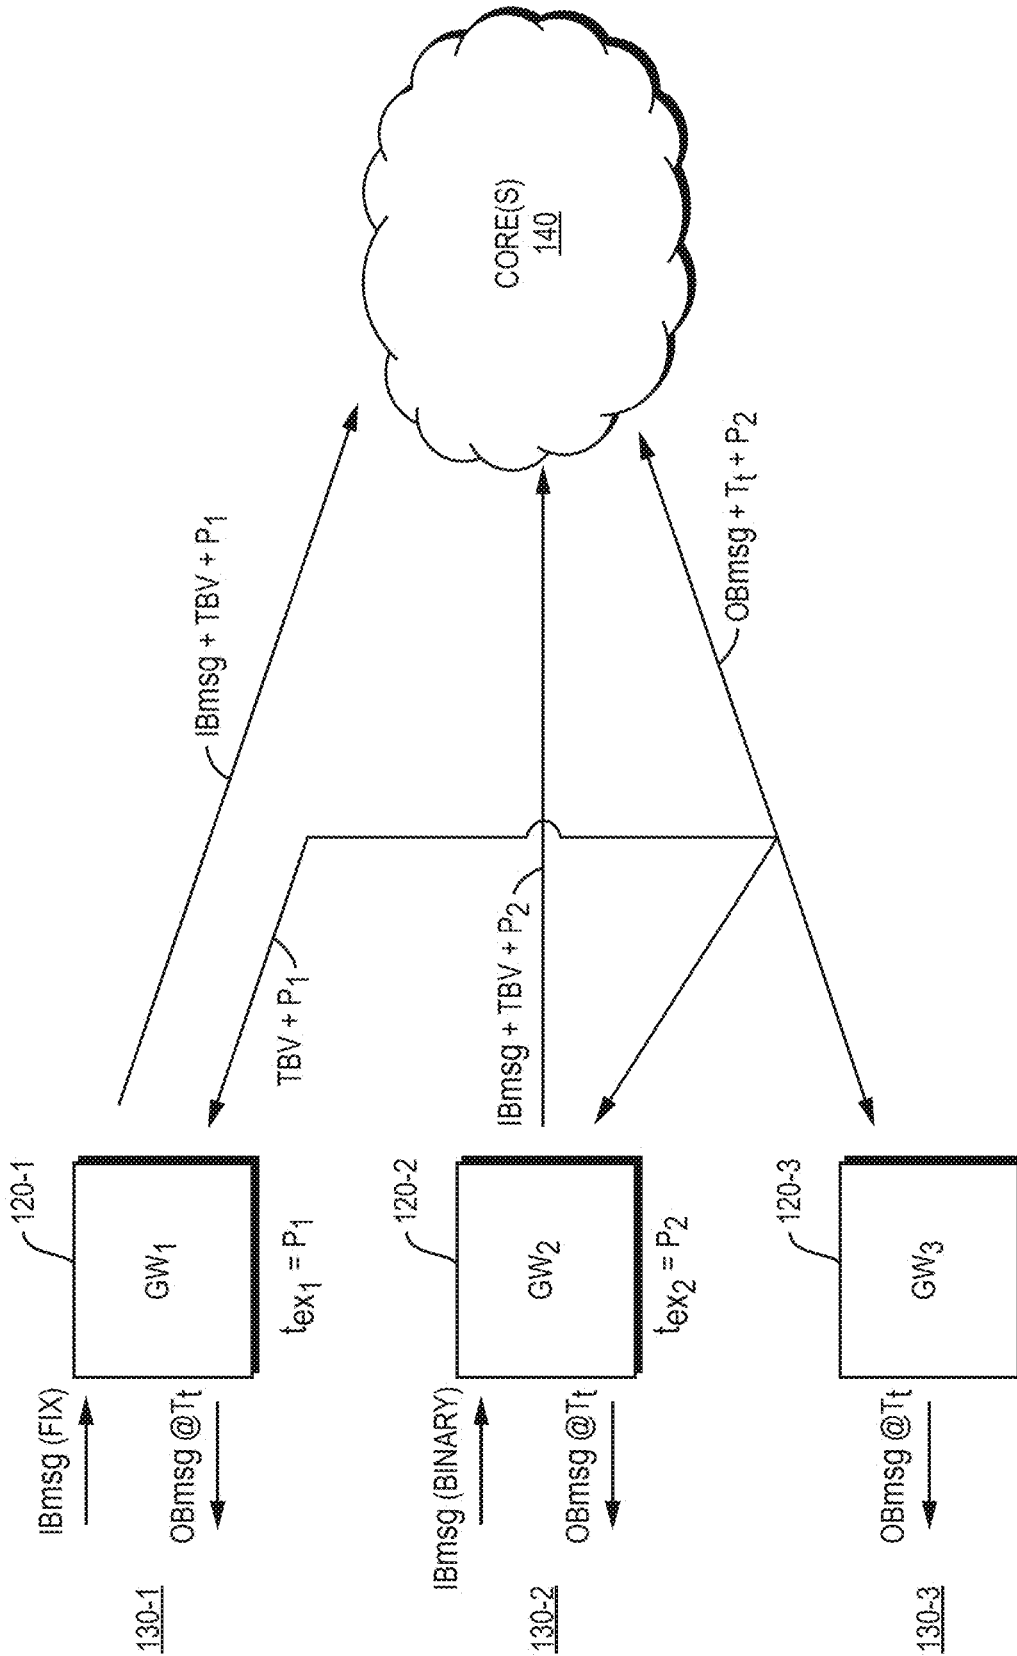 IBmsg (FIX)
120-1
GW1
OBmsg @Tt
tex1 = P1
130-1
IBmsg + TBV + P1
TBV + P1
IBmsg (BINARY)
120-2
GW2
OBmsg @Tt
tex2 = P2
130-2
IBmsg + TBV + P2
CORE(S)
140
120-3
GW3
OBmsg @Tt
130-3
OBmsg + Tt + P2